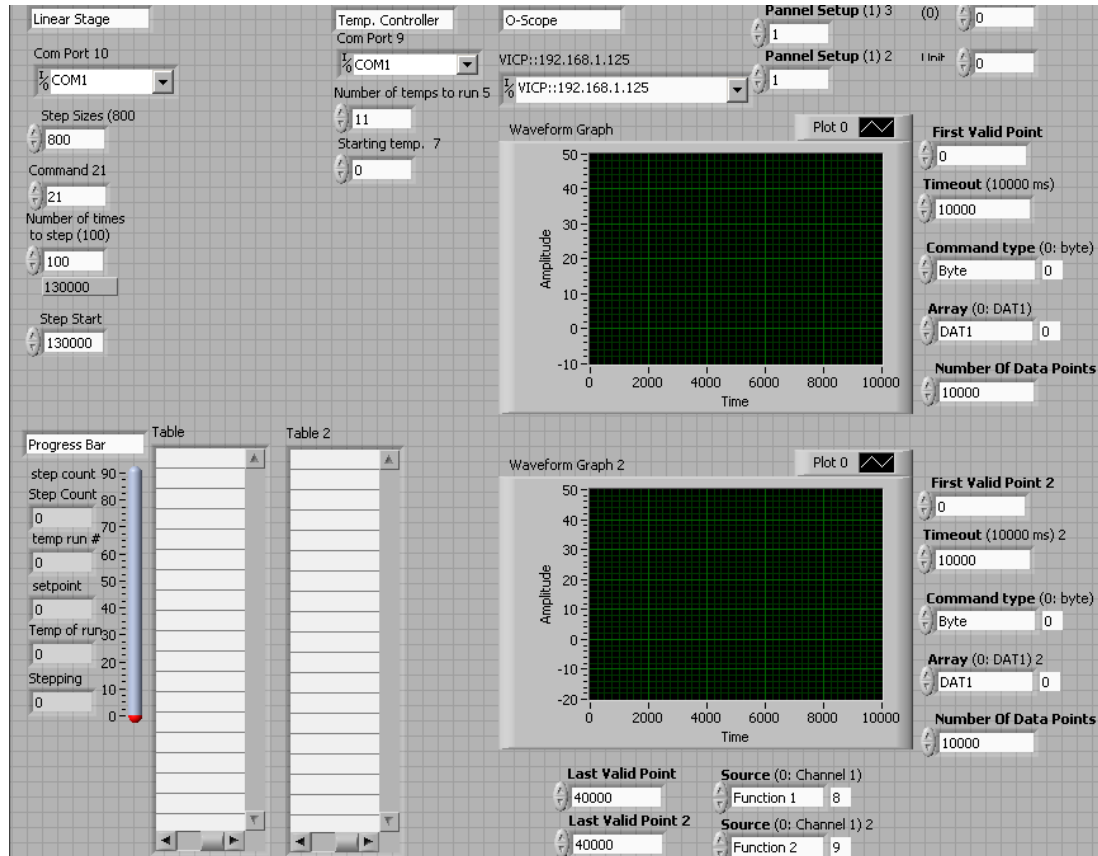 Linear Stage
Com Port 10
COM1
Step Sizes (800
800
Command 21
21
Number of times
to step (100)
100
130000
Step Start
130000
Temp. Controller
Com Port 9
COM1
Number of temps to run 5
11
Starting temp. 7
0
O-Scope
VICP::192.168.1.125
VICP::192.168.1.125
Pannel Setup (1) 3
1
Pannel Setup (1) 2
1
(0)
0
Unit
0
Waveform Graph
Plot 0
50
40
30
20
10
0
-10
Amplitude
0 2000 4000 6000 8000 10000
Time
First Valid Point
0
Timeout (10000 ms)
10000
Command type (0: byte)
Byte 0
Array (0: DAT1)
DAT1 0
Number Of Data Points
10000
Progress Bar
step count
Step Count
0
temp run #
0
setpoint
0
Temp of run
0
Stepping
0
90
80
70
60
50
40
30
20
10
0
Table
Table 2
Waveform Graph 2
Plot 0
50
40
30
20
10
0
-10
-20
Amplitude
0 2000 4000 6000 8000 10000
Time
First Valid Point 2
0
Timeout (10000 ms) 2
10000
Command type (0: byte)
Byte 0
Array (0: DAT1) 2
DAT1 0
Number Of Data Points
10000
Last Valid Point
40000
Last Valid Point 2
40000
Source (0: Channel 1)
Function 1 8
Source (0: Channel 1) 2
Function 2 9